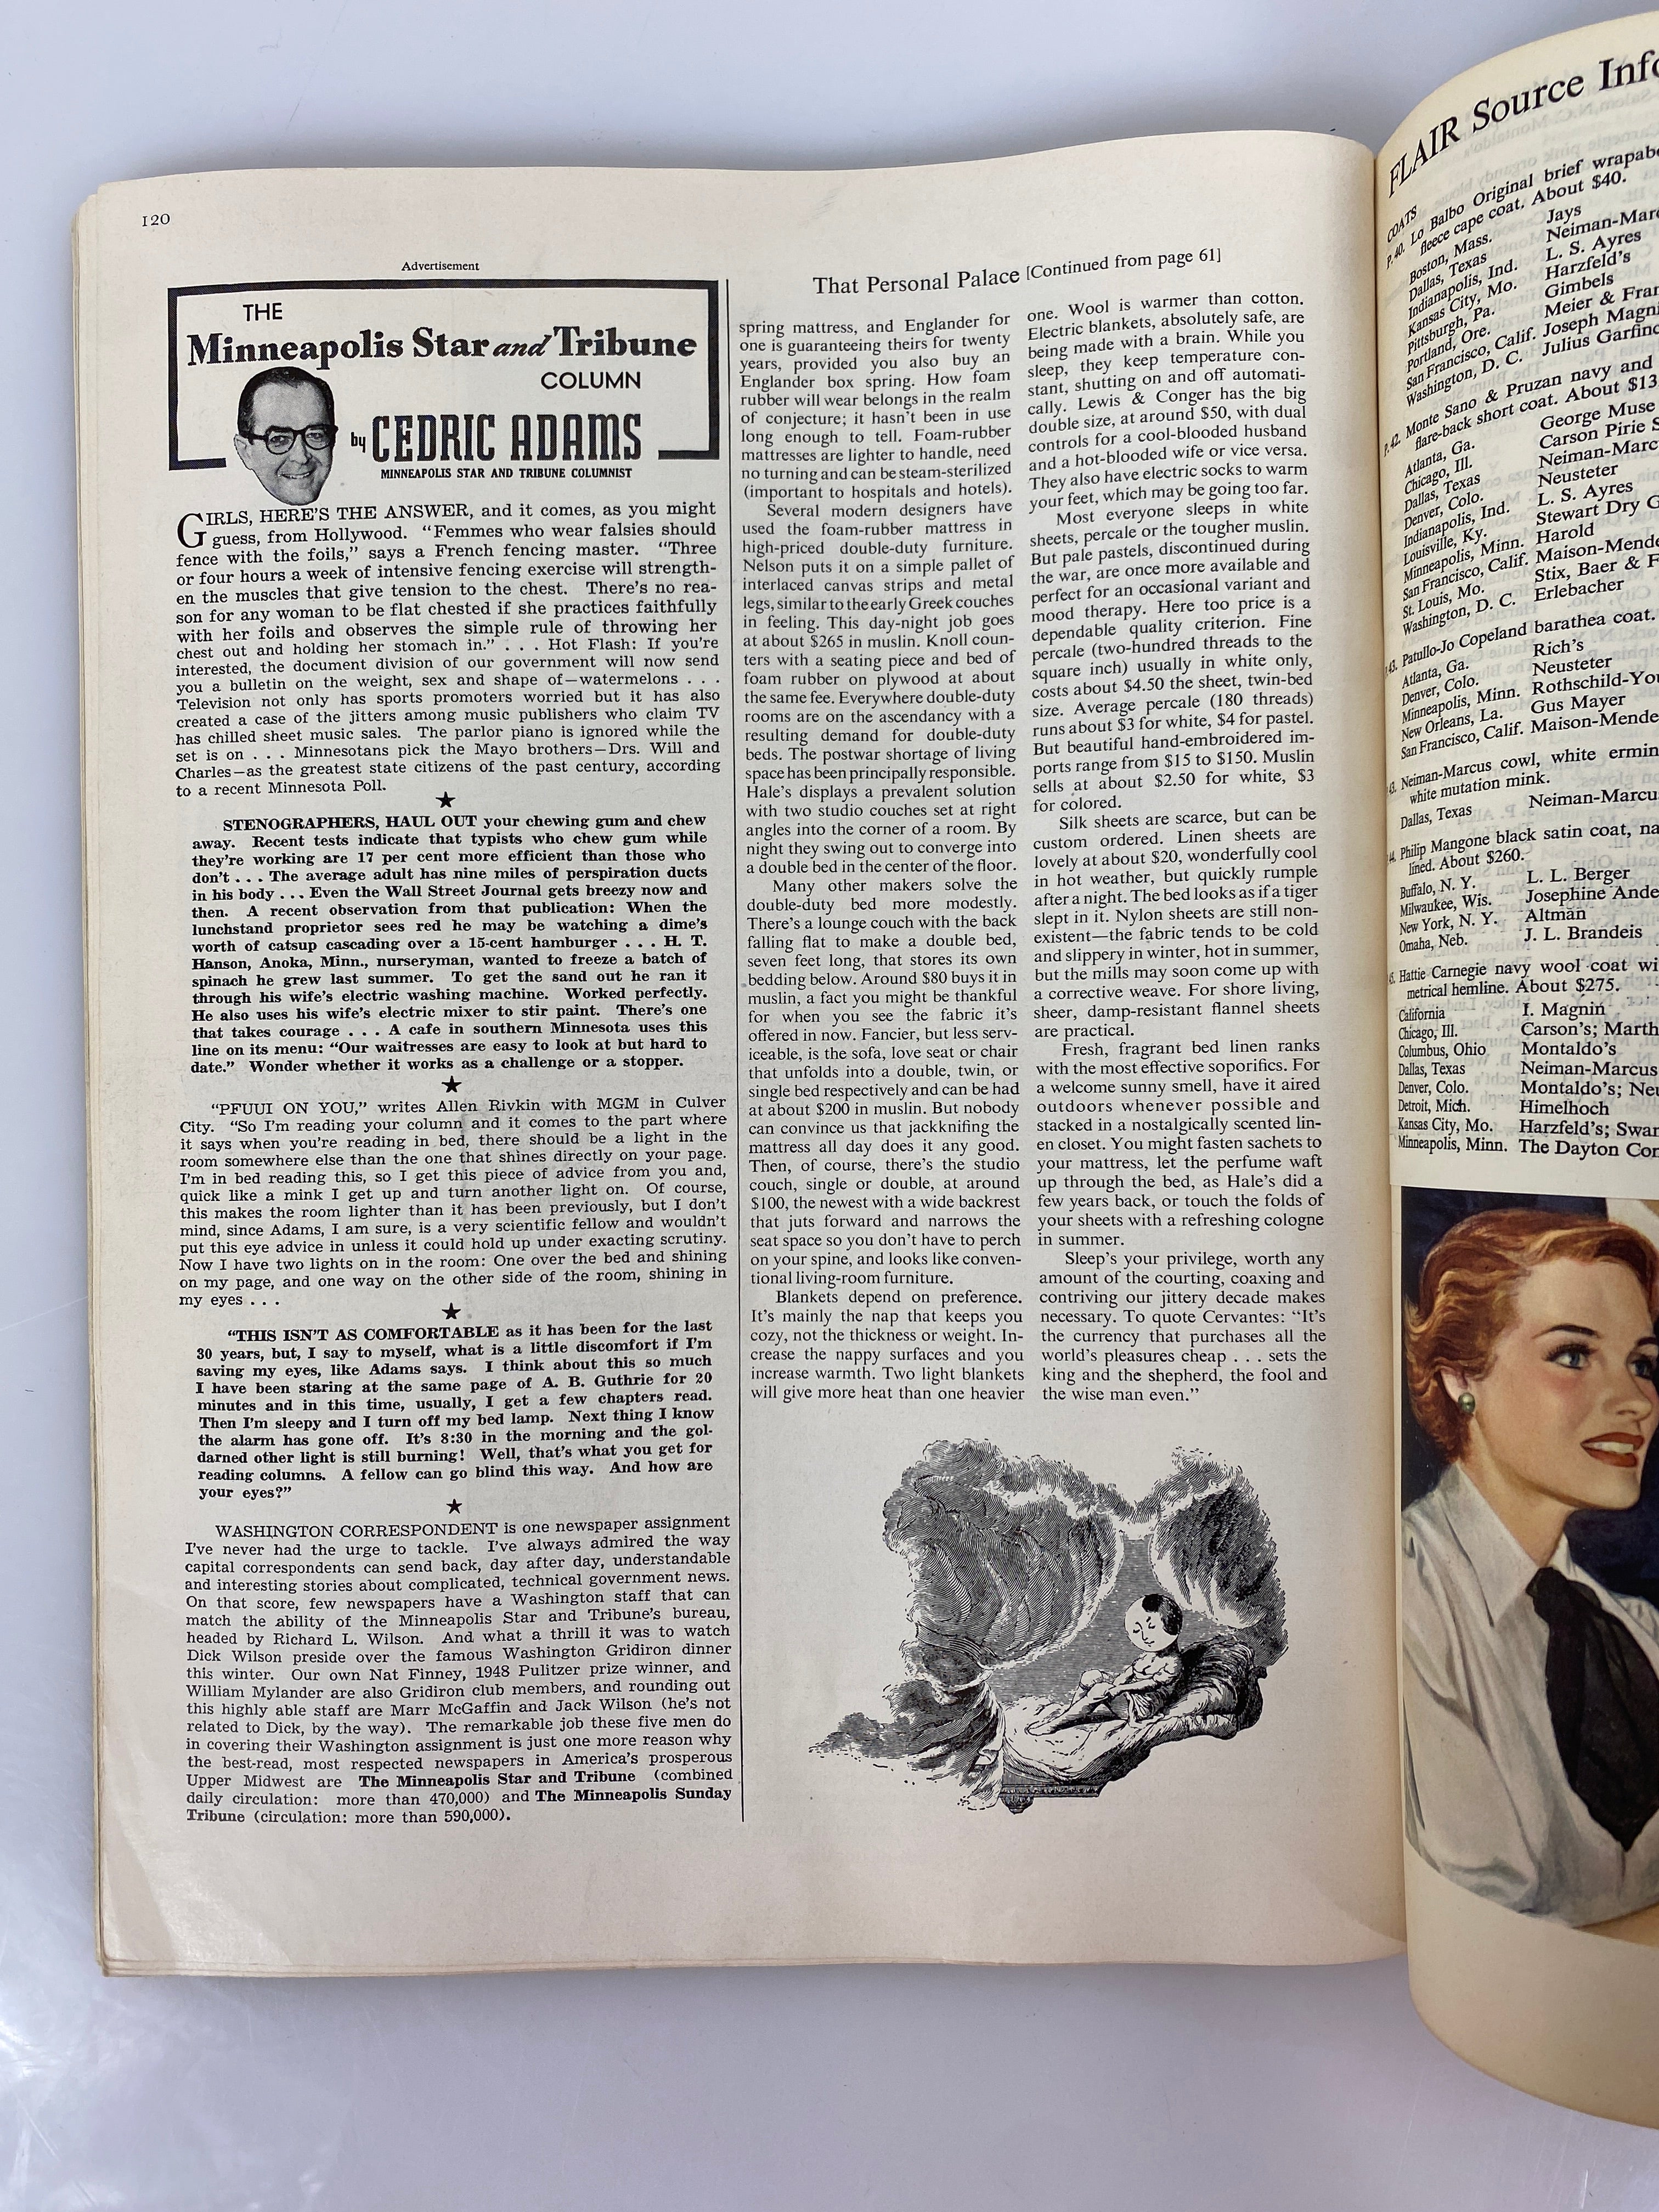 120
Advertisement
THE
Minneapolis Star and Tribune
COLUMN
by CEDRIC ADAMS
MINNEAPOLIS STAR AND TRIBUNE COLUMNIST
GIRLS, HERE'S THE ANSWER, and it comes, as you might
guess, from Hollywood. “Femmes who wear falsies should
fence with the foils,” says a French fencing master. “Three
or four hours a week of intensive fencing exercise will strength-
en the muscles that give tension to the chest. There's no rea-
son for any woman to be flat chested if she practices faithfully
with her foils and observes the simple rule of throwing her
chest out and holding her stomach in.” . . . Hot Flash: If you're
interested, the document division of our government will now send
you a bulletin on the weight, sex and shape of—watermelons . . .
Television not only has sports promoters worried but it has also
created a case of the jitters among music publishers who claim TV
has chilled sheet music sales. The parlor piano is ignored while the
set is on . . . Minnesotans pick the Mayo brothers—Drs. Will and
Charles—as the greatest state citizens of the past century, according
to a recent Minnesota Poll.
★
STENOGRAPHERS, HAUL OUT your chewing gum and chew
away. Recent tests indicate that typists who chew gum while
they're working are 17 per cent more efficient than those who
don't . . . The average adult has nine miles of perspiration ducts
in his body . . . Even the Wall Street Journal gets breezy now and
then. A recent observation from that publication: When the
lunchstand proprietor sees red he may be watching a dime's
worth of catsup cascading over a 15-cent hamburger . . . H. T.
Hanson, Anoka, Minn., nurseryman, wanted to freeze a batch of
spinach he grew last summer. To get the sand out he ran it
through his wife's electric washing machine. Worked perfectly.
He also uses his wife's electric mixer to stir paint. There's one
that takes courage . . . A cafe in southern Minnesota uses this
line on its menu: “Our waitresses are easy to look at but hard to
date.” Wonder whether it works as a challenge or a stopper.
★
“PFUUI ON YOU,” writes Allen Rivkin with MGM in Culver
City. “So I'm reading your column and it comes to the part where
it says when you're reading in bed, there should be a light in the
room somewhere else than the one that shines directly on your page.
I'm in bed reading this, so I get this piece of advice from you and,
quick like a mink I get up and turn another light on. Of course,
this makes the room lighter than it has been previously, but I don't
mind, since Adams, I am sure, is a very scientific fellow and wouldn't
put this eye advice in unless it could hold up under exacting scrutiny.
Now I have two lights on in the room: One over the bed and shining
on my page, and one way on the other side of the room, shining in
my eyes . . .
★
“THIS ISN'T AS COMFORTABLE as it has been for the last
30 years, but, I say to myself, what is a little discomfort if I'm
saving my eyes, like Adams says. I think about this so much
I have been staring at the same page of A. B. Guthrie for 20
minutes and in this time, usually, I get a few chapters read.
Then I'm sleepy and I turn off my bed lamp. Next thing I know
the alarm has gone off. It's 8:30 in the morning and the gol-
darned other light is still burning! Well, that's what you get for
reading columns. A fellow can go blind this way. And how are
your eyes?”
★
WASHINGTON CORRESPONDENT is one newspaper assignment
I've never had the urge to tackle. I've always admired the way
capital correspondents can send back, day after day, understandable
and interesting stories about complicated, technical government news.
On that score, few newspapers have a Washington staff that can
match the ability of the Minneapolis Star and Tribune's bureau,
headed by Richard L. Wilson. And what a thrill it was to watch
Dick Wilson preside over the famous Washington Gridiron dinner
this winter. Our own Nat Finney, 1948 Pulitzer prize winner, and
William Mylander are also Gridiron club members, and rounding out
this highly able staff are Marr McGaffin and Jack Wilson (he's not
related to Dick, by the way). The remarkable job these five men do
in covering their Washington assignment is just one more reason why
the best-read, most respected newspapers in America's prosperous
Upper Midwest are The Minneapolis Star and Tribune (combined
daily circulation: more than 470,000) and The Minneapolis Sunday
Tribune (circulation: more than 590,000).
That Personal Palace [Continued from page 61]
spring mattress, and Englander for
one is guaranteeing theirs for twenty
years, provided you also buy an
Englander box spring. How foam
rubber will wear belongs in the realm
of conjecture; it hasn't been in use
long enough to tell. Foam-rubber
mattresses are lighter to handle, need
no turning and can be steam-sterilized
(important to hospitals and hotels).
Several modern designers have
used the foam-rubber mattress in
high-priced double-duty furniture.
Nelson puts it on a simple pallet of
interlaced canvas strips and metal
legs, similar to the early Greek couches
in feeling. This day-night job goes
at about $265 in muslin. Knoll coun-
ters with a seating piece and bed of
foam rubber on plywood at about
the same fee. Everywhere double-duty
rooms are on the ascendancy with a
resulting demand for double-duty
beds. The postwar shortage of living
space has been principally responsible.
Hale's displays a prevalent solution
with two studio couches set at right
angles into the corner of a room. By
night they swing out to converge into
a double bed in the center of the floor.
Many other makers solve the
double-duty bed more modestly.
There's a lounge couch with the back
falling flat to make a double bed,
seven feet long, that stores its own
bedding below. Around $80 buys it in
muslin, a fact you might be thankful
for when you see the fabric it's
offered in now. Fancier, but less serv-
iceable, is the sofa, love seat or chair
that unfolds into a double, twin, or
single bed respectively and can be had
at about $200 in muslin. But nobody
can convince us that jackknifing the
mattress all day does it any good.
Then, of course, there's the studio
couch, single or double, at around
$100, the newest with a wide backrest
that juts forward and narrows the
seat space so you don't have to perch
on your spine, and looks like conven-
tional living-room furniture.
Blankets depend on preference.
It's mainly the nap that keeps you
cozy, not the thickness or weight. In-
crease the nappy surfaces and you
increase warmth. Two light blankets
will give more heat than one heavier
one. Wool is warmer than cotton.
Electric blankets, absolutely safe, are
being made with a brain. While you
sleep, they keep temperature con-
stant, shutting on and off automati-
cally. Lewis & Conger has the big
double size, at around $50, with dual
controls for a cool-blooded husband
and a hot-blooded wife or vice versa.
They also have electric socks to warm
your feet, which may be going too far.
Most everyone sleeps in white
sheets, percale or the tougher muslin.
But pale pastels, discontinued during
the war, are once more available and
perfect for an occasional variant and
mood therapy. Here too price is a
dependable quality criterion. Fine
percale (two-hundred threads to the
square inch) usually in white only,
costs about $4.50 the sheet, twin-bed
size. Average percale (180 threads)
runs about $3 for white, $4 for pastel.
But beautiful hand-embroidered im-
ports range from $15 to $150. Muslin
sells at about $2.50 for white, $3
for colored.
Silk sheets are scarce, but can be
custom ordered. Linen sheets are
lovely at about $20, wonderfully cool
in hot weather, but quickly rumple
after a night. The bed looks as if a tiger
slept in it. Nylon sheets are still non-
existent—the fabric tends to be cold
and slippery in winter, hot in summer,
but the mills may soon come up with
a corrective weave. For shore living,
sheer, damp-resistant flannel sheets
are practical.
Fresh, fragrant bed linen ranks
with the most effective soporifics. For
a welcome sunny smell, have it aired
outdoors whenever possible and
stacked in a nostalgically scented lin-
en closet. You might fasten sachets to
your mattress, let the perfume waft
up through the bed, as Hale's did a
few years back, or touch the folds of
your sheets with a refreshing cologne
in summer.
Sleep's your privilege, worth any
amount of the courting, coaxing and
contriving our jittery decade makes
necessary. To quote Cervantes: “It's
the currency that purchases all the
world's pleasures cheap . . . sets the
king and the shepherd, the fool and
the wise man even.”
FLAIR Source Info
COATS
P. 40. Lo Balbo Original brief
fleece cape coat. About $40.
Boston, Mass. Jays
Dallas, Texas Neiman-Marc
Indianapolis, Ind. L. S. Ayres
Kansas City, Mo. Harzfeld's
Pittsburgh, Pa. Gimbels
Portland, Ore. Meier & Fran
San Francisco, Calif. Joseph Magni
Washington, D. C. Julius Garfinc
P. 42. Monte Sano & Pruzan navy and
flare-back short coat. About $13
Atlanta, Ga. George Muse
Chicago, Ill. Carson Pirie S
Dallas, Texas Neiman-Marc
Denver, Colo. Neusteter
Indianapolis, Ind. L. S. Ayres
Louisville, Ky. Stewart Dry G
Minneapolis, Minn. Harold
San Francisco, Calif. Maison-Mende
St. Louis, Mo. Stix, Baer & F
Washington, D. C. Erlebacher
43. Patullo-Jo Copeland barathea coat.
Atlanta, Ga. Rich's
Denver, Colo. Neusteter
Minneapolis, Minn. Rothschild-You
New Orleans, La. Gus Mayer
San Francisco, Calif. Maison-Mende
43. Neiman-Marcus cowl, white ermin
white mutation mink.
Dallas, Texas Neiman-Marcus
44. Philip Mangone black satin coat, na
lined. About $260.
Buffalo, N. Y. L. L. Berger
Milwaukee, Wis. Josephine Ande
New York, N. Y. Altman
Omaha, Neb. J. L. Brandeis
45. Hattie Carnegie navy wool coat wi
metrical hemline. About $275.
California I. Magnin
Chicago, Ill. Carson's; Marth
Columbus, Ohio Montaldo's
Dallas, Texas Neiman-Marcus
Denver, Colo. Montaldo's; Neu
Detroit, Mich. Himelhoch
Kansas City, Mo. Harzfeld's; Swan
Minneapolis, Minn. The Dayton Com